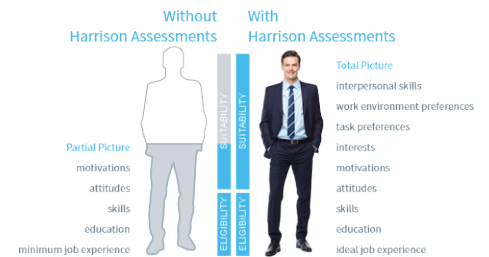 Without
Harrison Assessments
Partial Picture
motivations
attitudes
skills
education
minimum job experience
SUITABILITY
ELIGIBILITY
With
Harrison Assessments
SUITABILITY
ELIGIBILITY
Total Picture
interpersonal skills
work environment preferences
task preferences
interests
motivations
attitudes
skills
education
ideal job experience